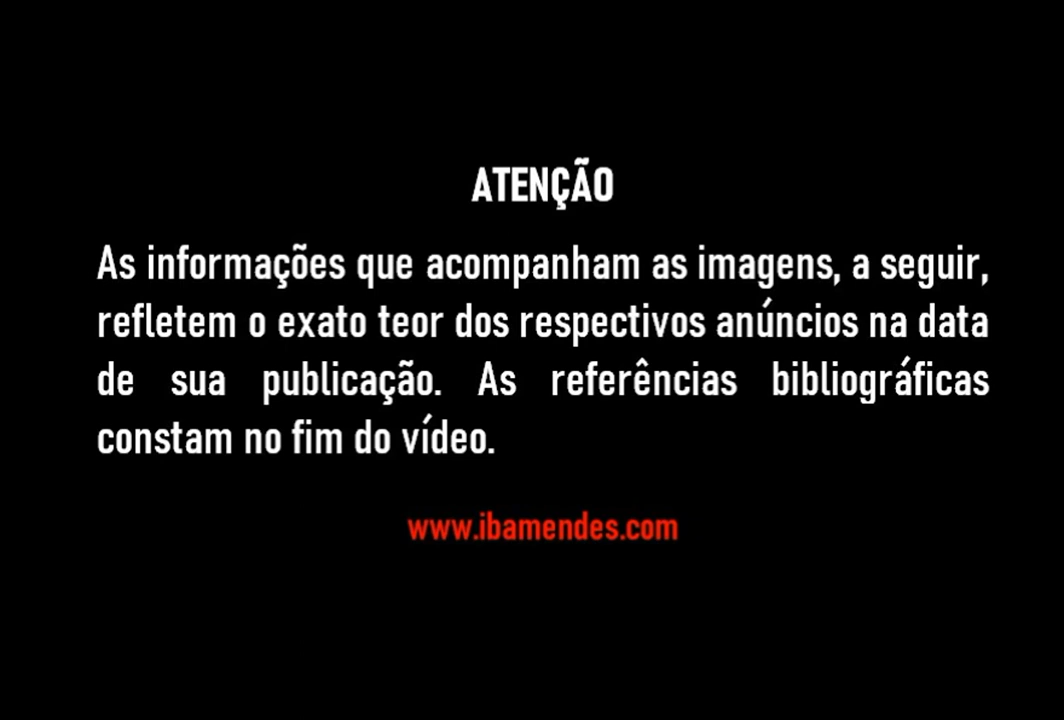 ATENÇÃO
As informações que acompanham as imagens, a seguir,
refletem o exato teor dos respectivos anúncios na data
de sua publicação. As referências bibliográficas
constam no fim do vídeo.
www.ibamendes.com